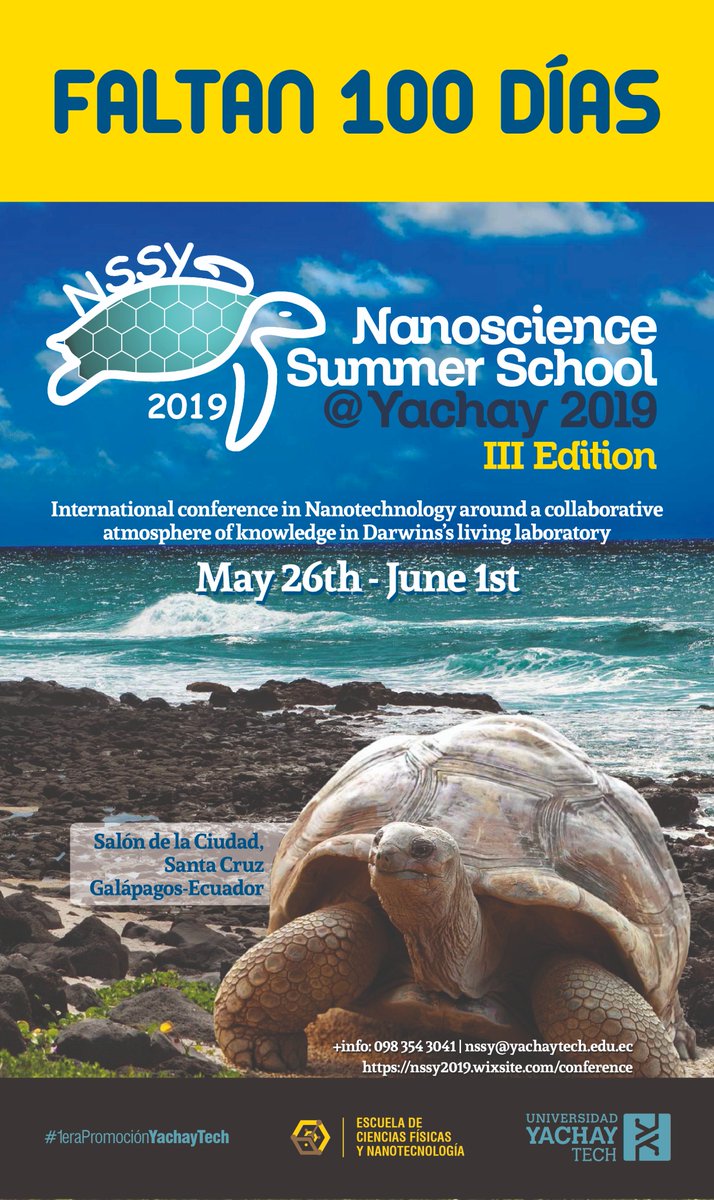 FALTAN 100 DÍAS
NSSY
2019
Nanoscience
Summer School
@ Yachay 2019
III Edition
International conference in Nanotechnology around a collaborative
atmosphere of knowledge in Darwins's living laboratory
May 26th - June 1st
Salón de la Ciudad,
Santa Cruz
Galápagos-Ecuador
+info: 098 354 3041 | nssy@yachaytech.edu.ec
https://nssy2019.wixsite.com/conference
#1eraPromociónYachayTech
ESCUELA DE
CIENCIAS FÍSICAS
Y NANOTECNOLOGÍA
UNIVERSIDAD
YACHAY
TECH